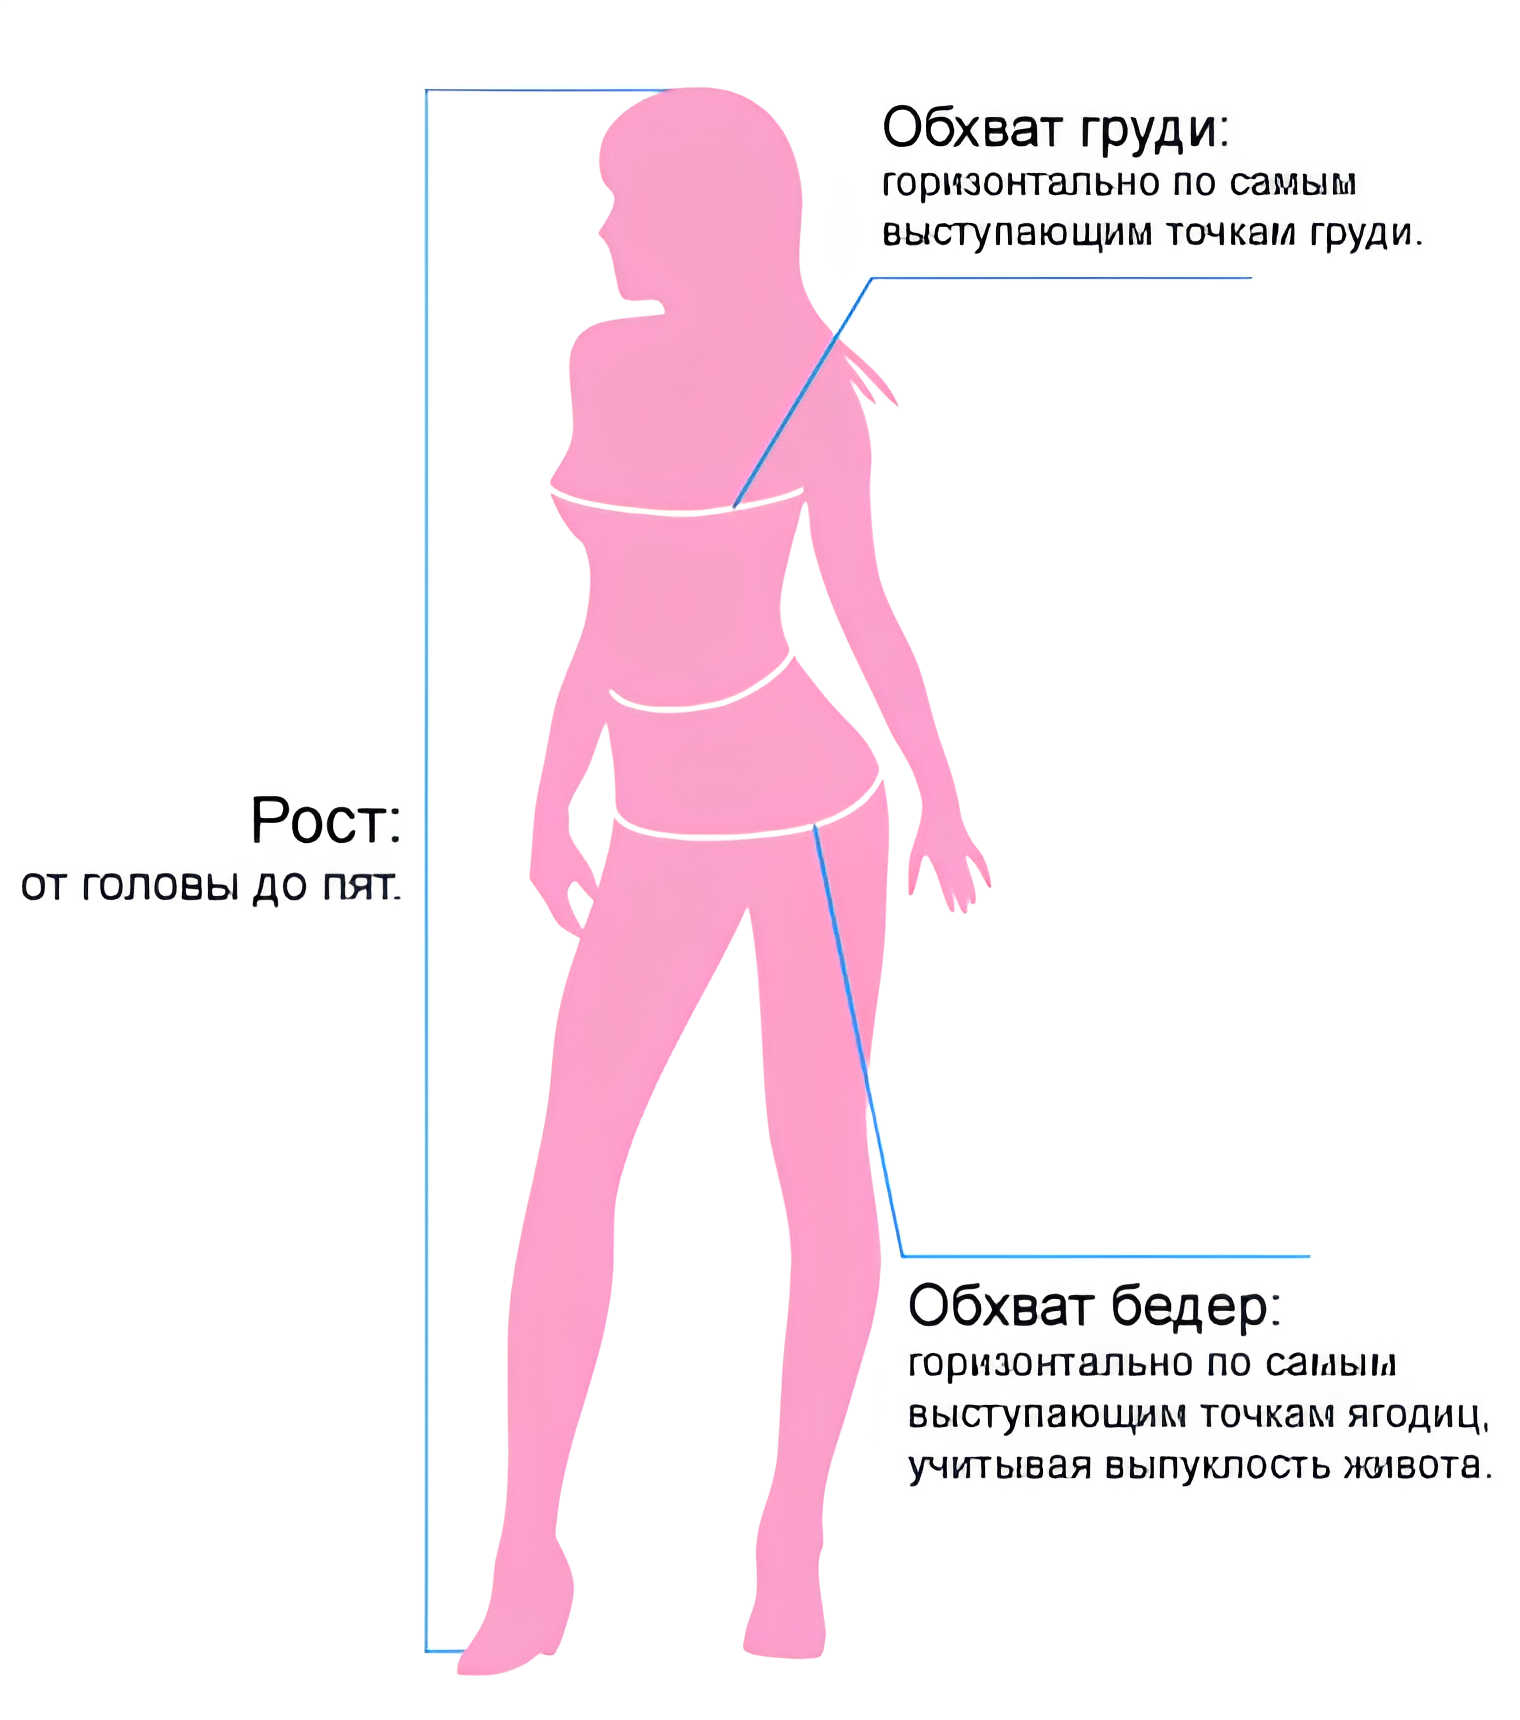 Обхват груди:
горизонтально по самым
выступающим точкам груди.
Рост:
от головы до пят.
Обхват бедер:
горизонтально по самым
выступающим точкам ягодиц,
учитывая выпуклость живота.